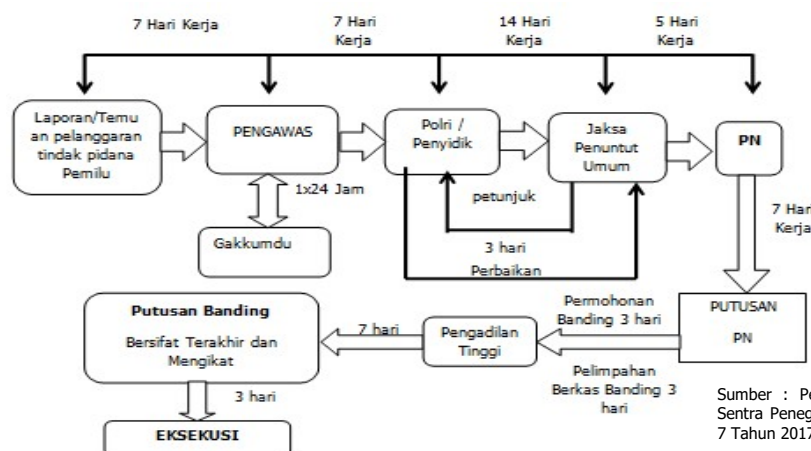 7 Hari Kerja
7 Hari
Kerja
14 Hari
Kerja
5 Hari
Kerja
Laporan/Temu
an pelanggaran
tindak pidana
Pemilu
PENGAWAS
Polri /
Penyidik
Jaksa
Penuntut
Umum
PN
1x24 Jam
Gakkumdu
petunjuk
3 hari
Perbaikan
7 Hari
Kerja
Putusan Banding
Bersifat Terakhir dan
Mengikat
7 hari
Pengadilan
Tinggi
Permohonan
Banding 3 hari
Pelimpahan
Berkas Banding 3
hari
PUTUSAN
PN
3 hari
EKSEKUSI
Sumber : Pe
Sentra Peneg
7 Tahun 2017